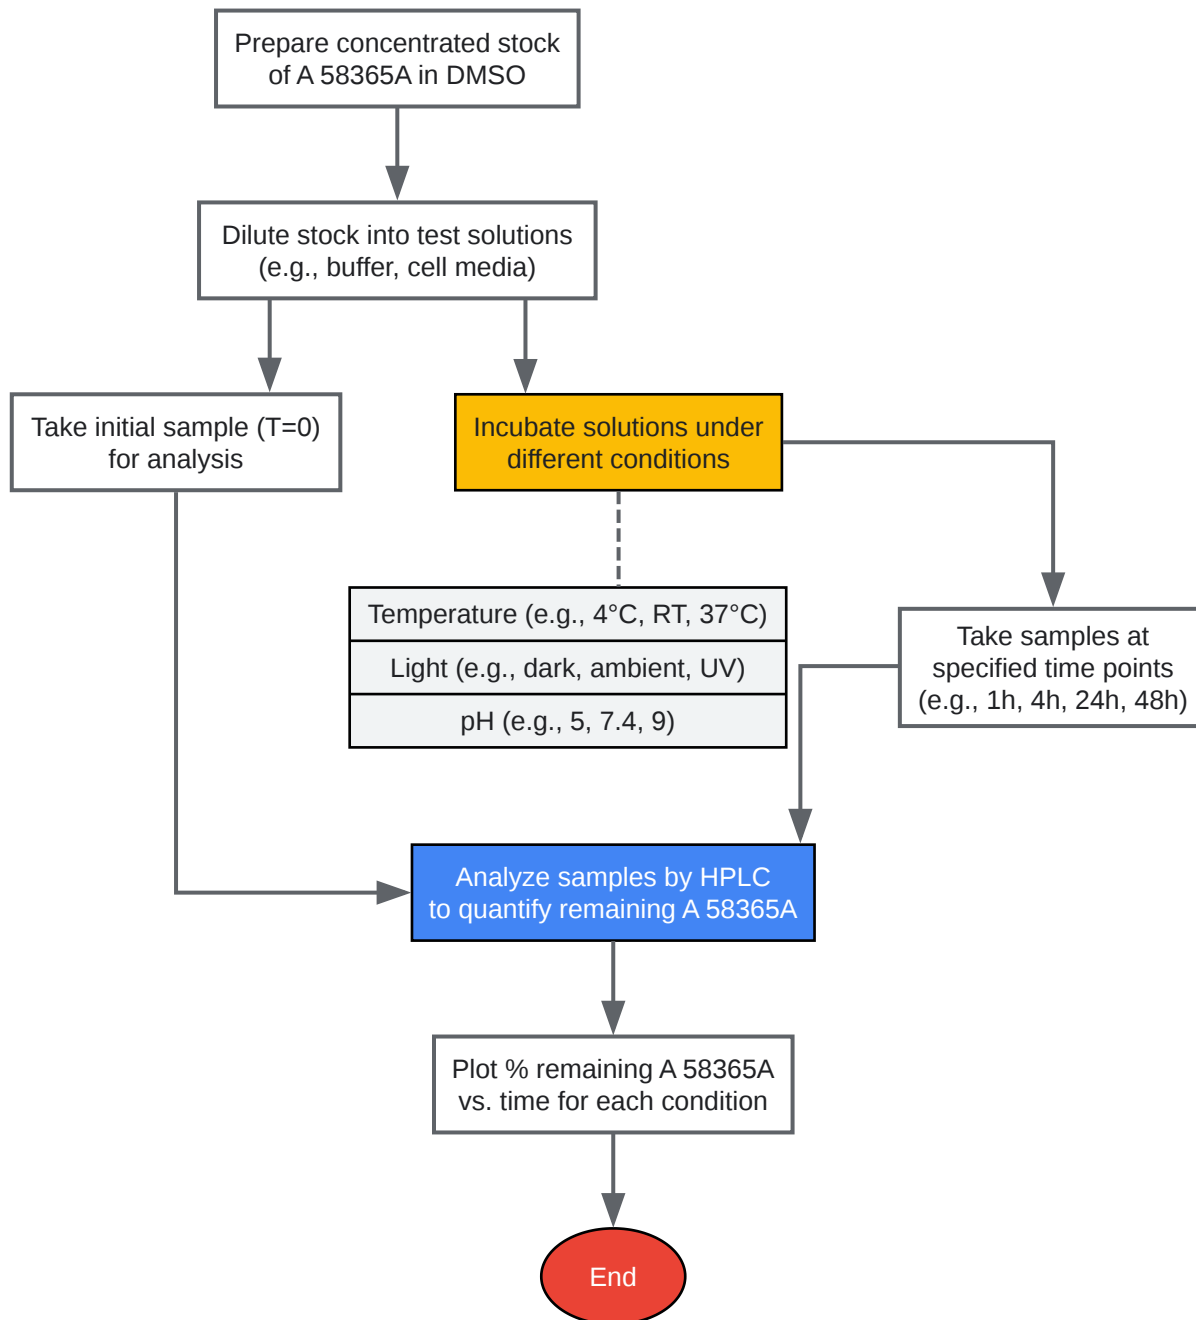 Prepare concentrated stock
of A 58365A in DMSO
Dilute stock into test solutions
(e.g., buffer, cell media)
Take initial sample (T=0)
for analysis
Incubate solutions under
different conditions
Temperature (e.g., 4°C, RT, 37°C)
Light (e.g., dark, ambient, UV)
pH (e.g., 5, 7.4, 9)
Take samples at
specified time points
(e.g., 1h, 4h, 24h, 48h)
Analyze samples by HPLC
to quantify remaining A 58365A
Plot % remaining A 58365A
vs. time for each condition
End